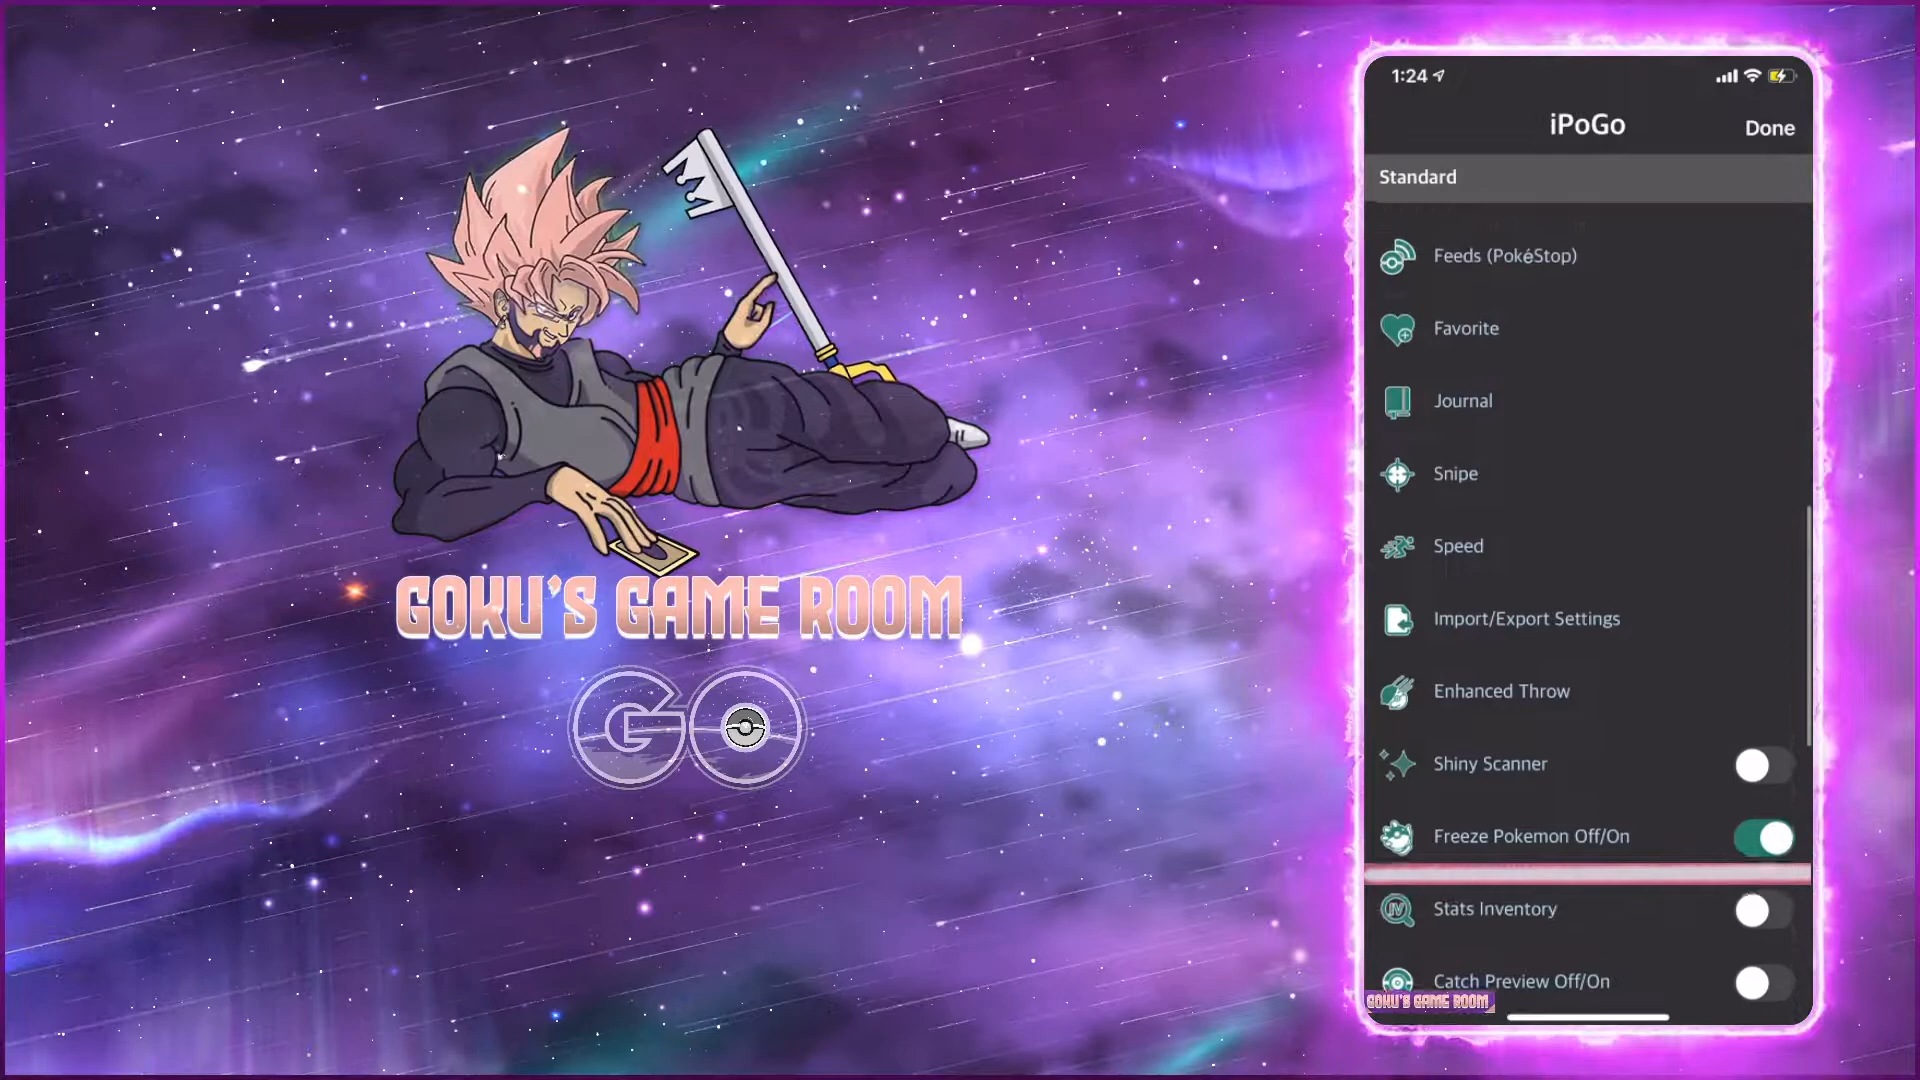 1:24
iPoGo
Done
Standard
Feeds (PokéStop)
Favorite
Journal
Snipe
Speed
Import/Export Settings
Enhanced Throw
Shiny Scanner
Freeze Pokemon Off/On
IV
Stats Inventory
Catch Preview Off/On
GOKU'S GAME ROOM
GOKU'S GAME ROOM
GO